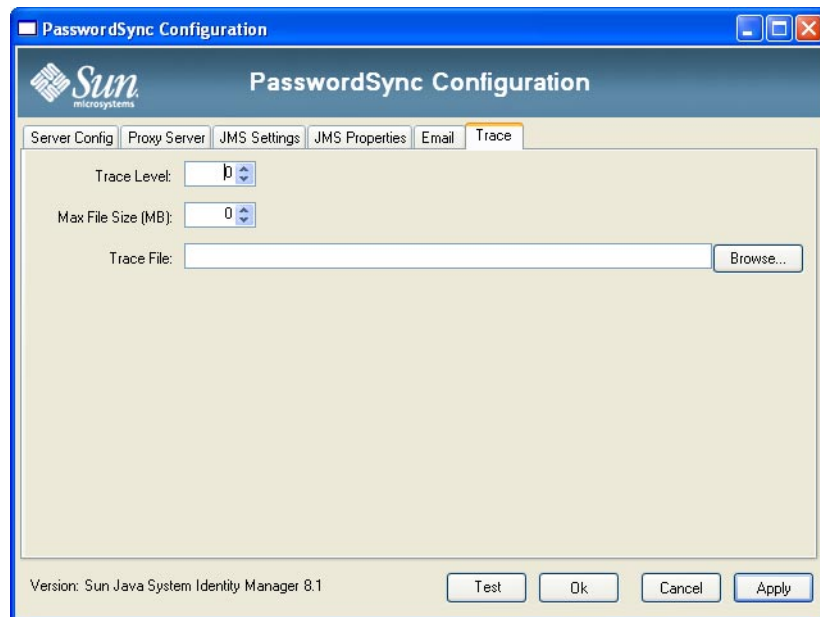 PasswordSync Configuration
Sun
microsystems
PasswordSync Configuration
Server Config Proxy Server JMS Settings JMS Properties Email Trace
Trace Level: 0
Max File Size (MB): 0
Trace File: Browse...
Version: Sun Java System Identity Manager 8.1 Test Ok Cancel Apply